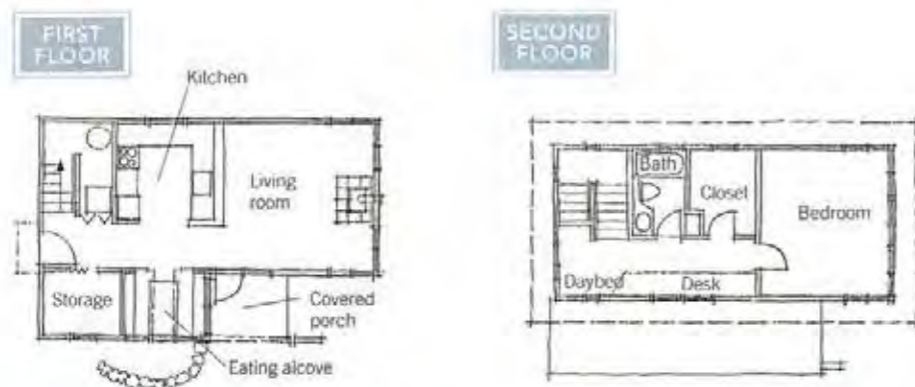 FIRST
FLOOR
Kitchen
Living
room
Storage
Covered
porch
Eating alcove
SECOND
FLOOR
Bath
Closet
Bedroom
Daybed
Desk